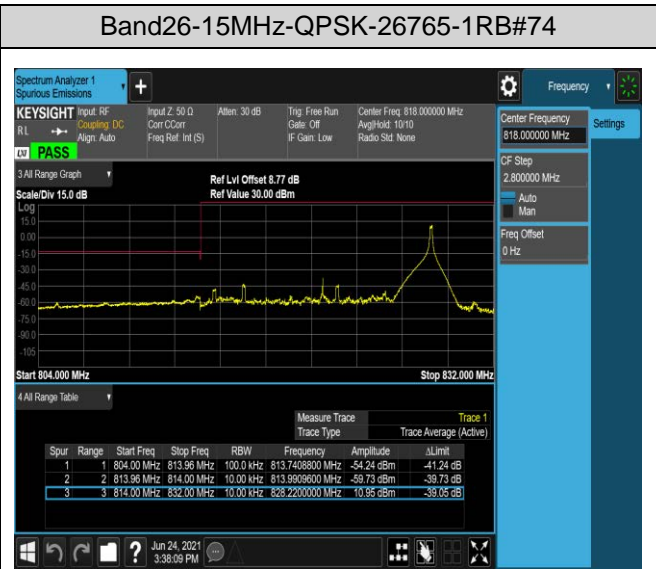 Band26-15MHz-QPSK-26765-1RB#74
Spectrum Analyzer 1
Spurious Emissions
+
Frequency
KEYSIGHT
RL
LXI
PASS
Input: RF
Coupling: DC
Align: Auto
Input Z: 50 Ω
Corr CCorr
Freq Ref: Int (S)
Atten: 30 dB
Trig: Free Run
Gate: Off
IF Gain: Low
Center Freq: 818.000000 MHz
Avg|Hold: 10/10
Radio Std: None
Center Frequency
818.000000 MHz
Settings
CF Step
2.800000 MHz
Auto
Man
Freq Offset
0 Hz
3 All Range Graph
Scale/Div 15.0 dB
Ref Lvl Offset 8.77 dB
Ref Value 30.00 dBm
Log
15.0
0.00
-15.0
-30.0
-45.0
-60.0
-75.0
-90.0
-105
Start 804.000 MHz
Stop 832.000 MHz
4 All Range Table
Measure Trace Trace 1
Trace Type Trace Average (Active)
Spur Range Start Freq Stop Freq RBW Frequency Amplitude ΔLimit
1 1 804.00 MHz 813.96 MHz 100.0 kHz 813.7408800 MHz -54.24 dBm -41.24 dB
2 2 813.96 MHz 814.00 MHz 10.00 kHz 813.9909600 MHz -59.73 dBm -39.73 dB
3 3 814.00 MHz 832.00 MHz 10.00 kHz 828.2200000 MHz 10.95 dBm -39.05 dB
?
Jun 24, 2021
3:38:09 PM